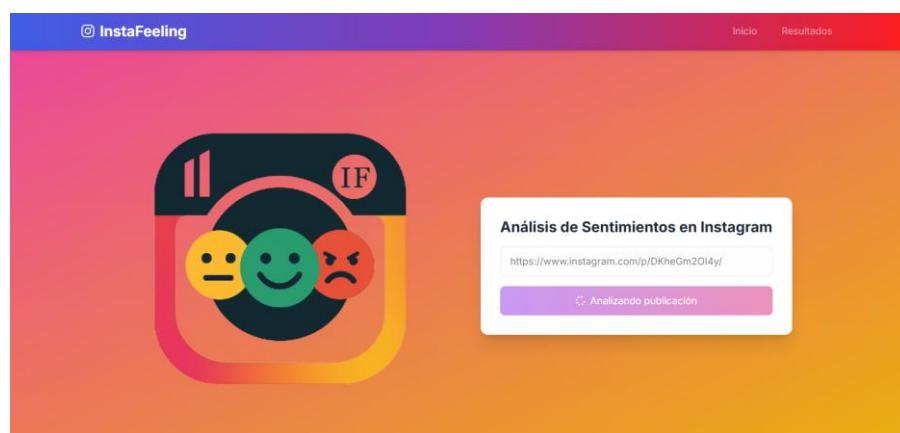 InstaFeeling
Inicio
Resultados
IF
Análisis de Sentimientos en Instagram
https://www.instagram.com/p/DKheGm2OI4y/
Analizando publicación